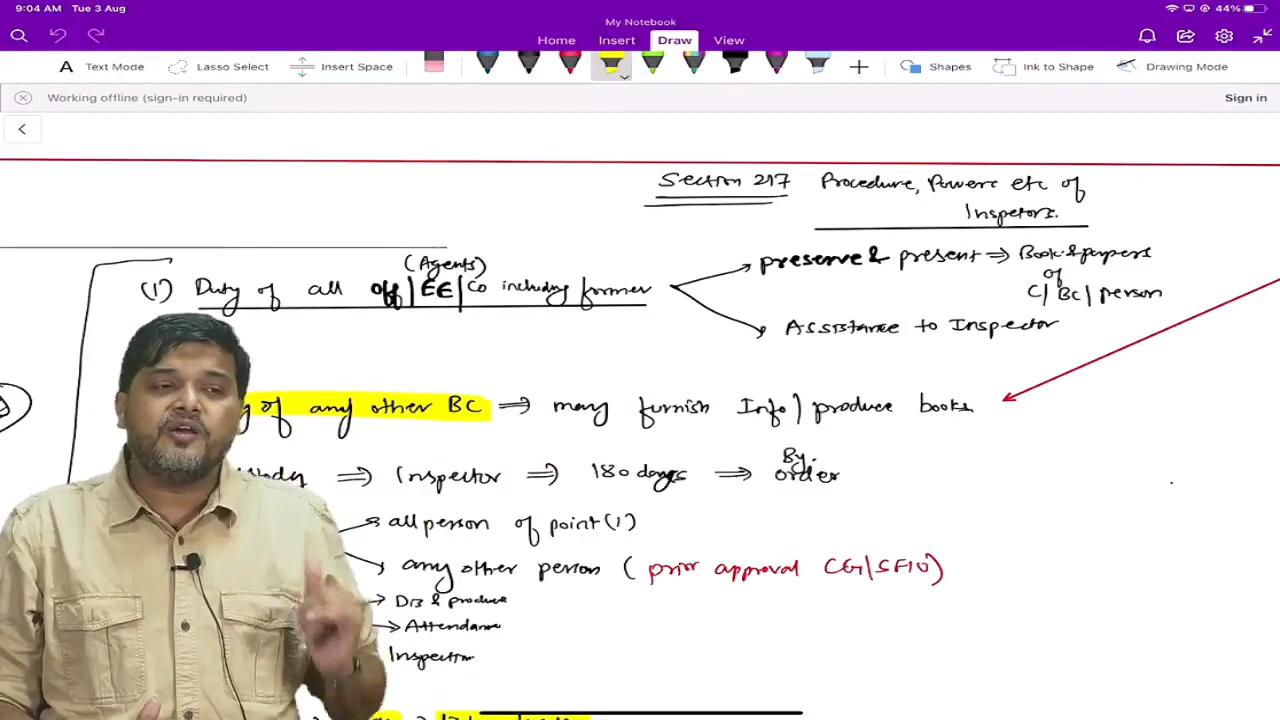 9:04 AM Tue 3 Aug
44%
My Notebook
Home Insert Draw View
Text Mode Lasso Select Insert Space Shapes Ink to Shape Drawing Mode
Working offline (sign-in required) Sign in
Section 217 Procedure, Powers etc of
Inspetors.
(Agents)
(1) Duty of all off | EE | Co including former
preserve & present ⇒ Book & papers
of
C/ BC | person
Assistance to Inspector
of any other BC ⇒ may furnish Info | produce books
⇒ Inspector ⇒ 180 days ⇒ By order
all person of point (1)
any other person ( prior approval CG | SFIO )
& produce
Attendance
Inspection